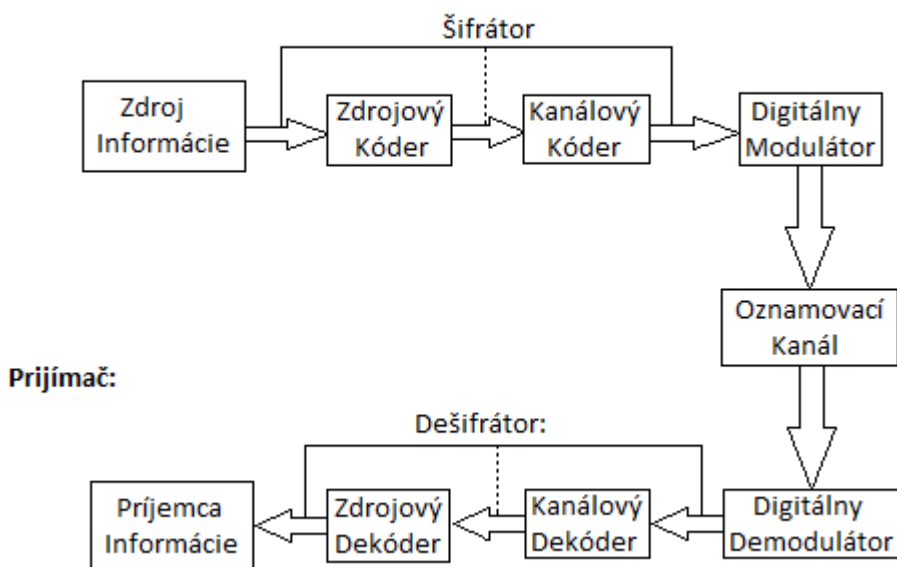 Šifrátor
Zdroj
Informácie
Zdrojový
Kóder
Kanálový
Kóder
Digitálny
Modulátor
Oznamovací
Kanál
Prijímač:
Dešifrátor:
Príjemca
Informácie
Zdrojový
Dekóder
Kanálový
Dekóder
Digitálny
Demodulátor